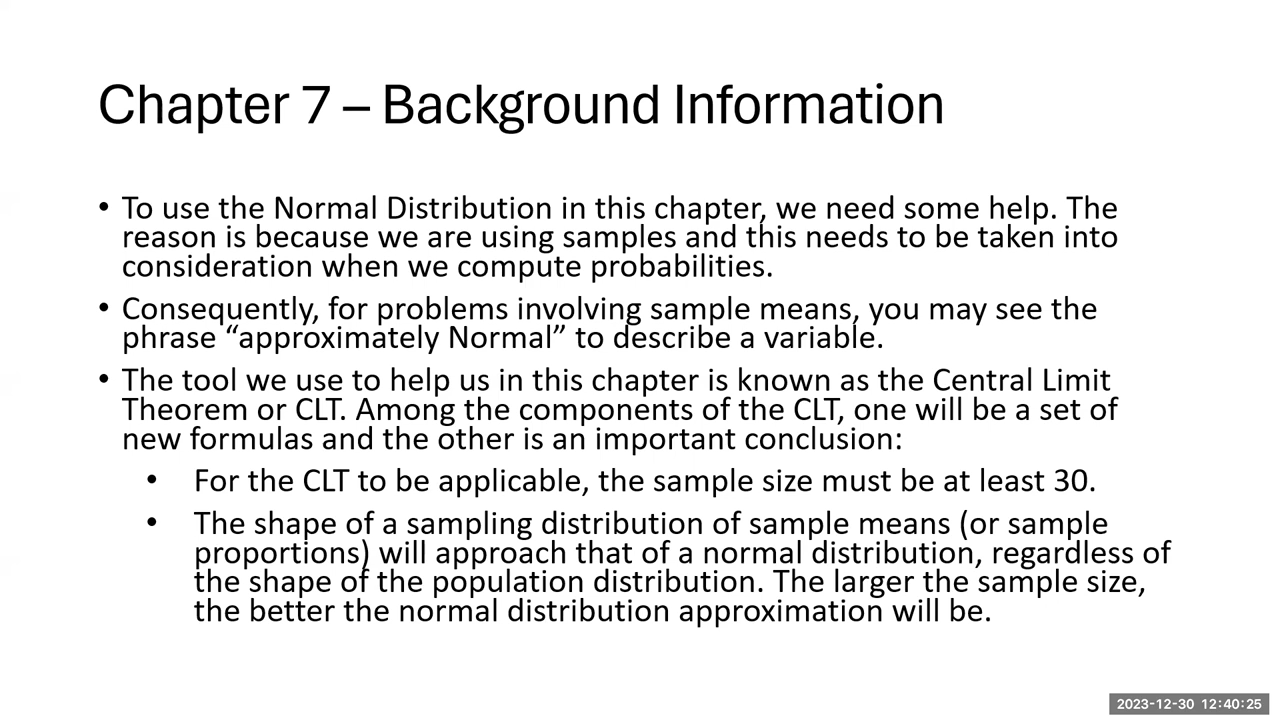 Chapter 7 – Background Information
• To use the Normal Distribution in this chapter, we need some help. The
reason is because we are using samples and this needs to be taken into
consideration when we compute probabilities.
• Consequently, for problems involving sample means, you may see the
phrase “approximately Normal” to describe a variable.
• The tool we use to help us in this chapter is known as the Central Limit
Theorem or CLT. Among the components of the CLT, one will be a set of
new formulas and the other is an important conclusion:
• For the CLT to be applicable, the sample size must be at least 30.
• The shape of a sampling distribution of sample means (or sample
proportions) will approach that of a normal distribution, regardless of
the shape of the population distribution. The larger the sample size,
the better the normal distribution approximation will be.
2023-12-30 12:40:25